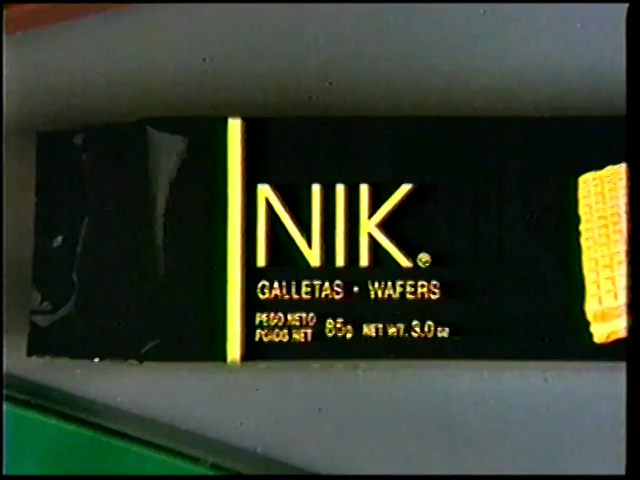 NIK®
GALLETAS · WAFERS
PESO NETO
POIDS NET 85g NET WT. 3.0 oz